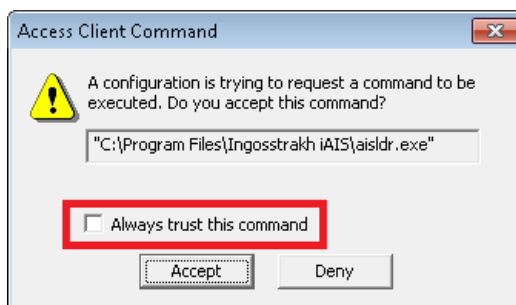 Access Client Command
A configuration is trying to request a command to be
executed. Do you accept this command?
"C:\Program Files\Ingosstrakh iAIS\aisldr.exe"
Always trust this command
Accept Deny